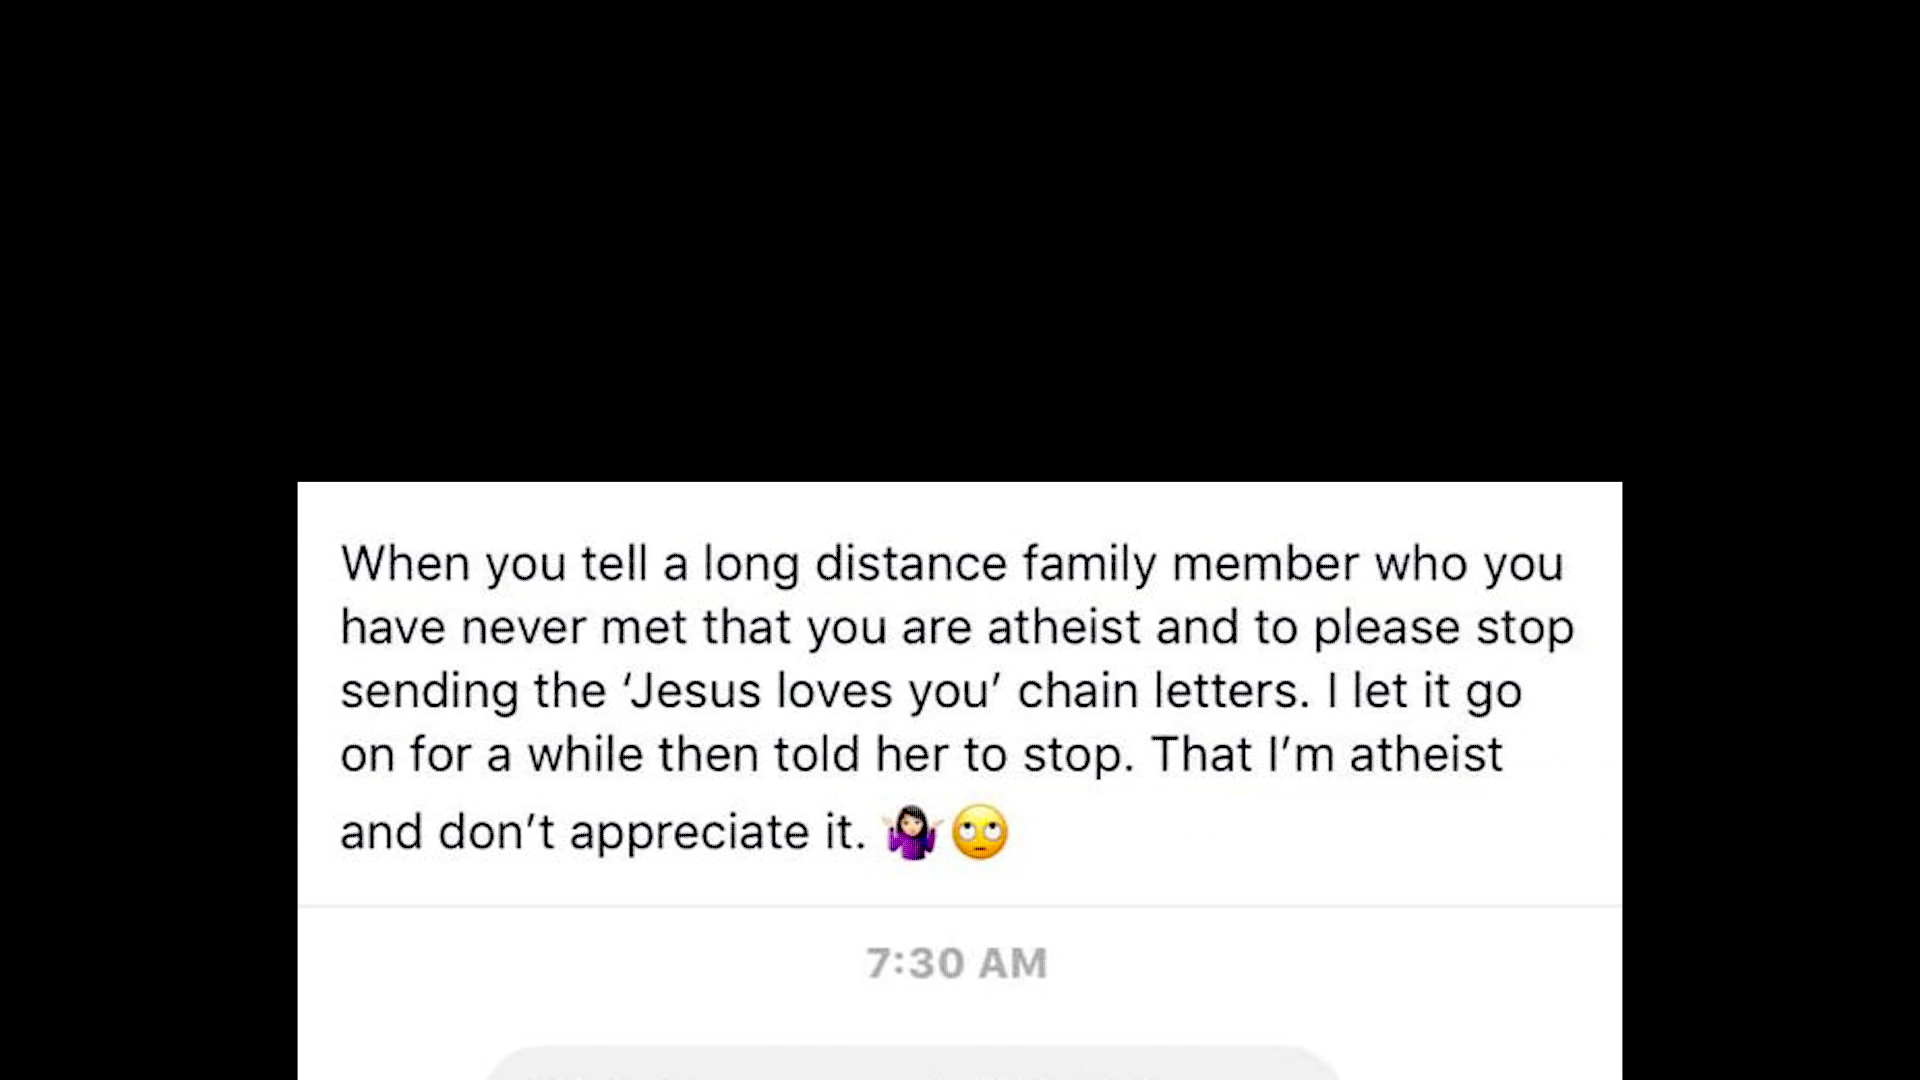 When you tell a long distance family member who you
have never met that you are atheist and to please stop
sending the ‘Jesus loves you’ chain letters. I let it go
on for a while then told her to stop. That I’m atheist
and don’t appreciate it. 🤷🏻‍♀️🙄
7:30 AM